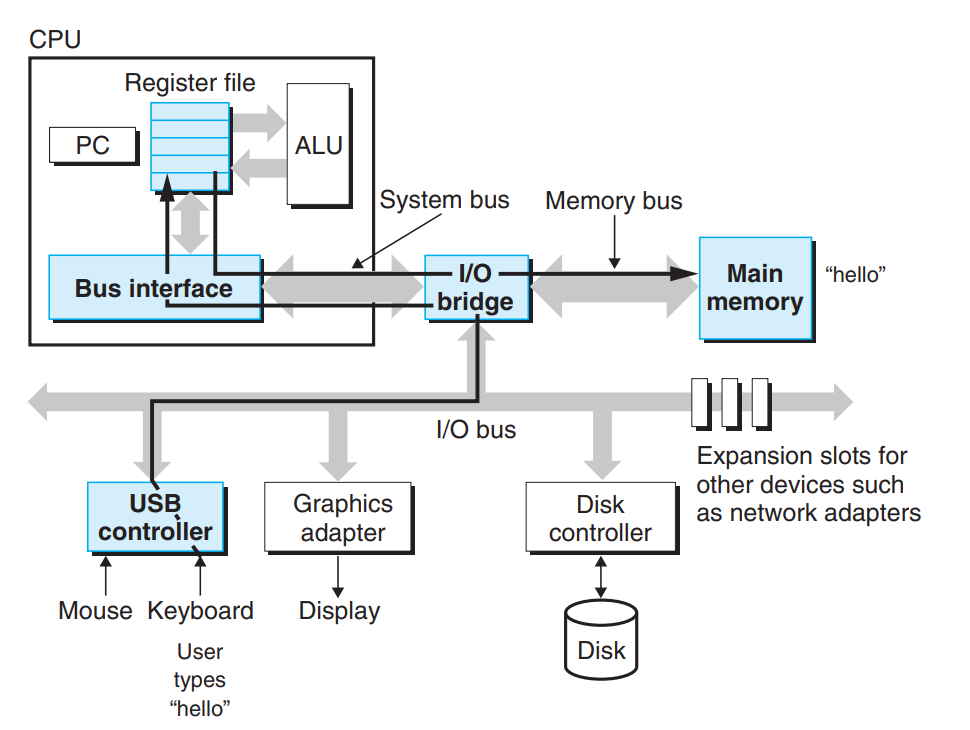 CPU
Register file
PC
ALU
System bus
Memory bus
Bus interface
I/O
bridge
Main
memory
“hello”
I/O bus
Expansion slots for
other devices such
as network adapters
USB
controller
Graphics
adapter
Disk
controller
Mouse
Keyboard
Display
Disk
User
types
“hello”